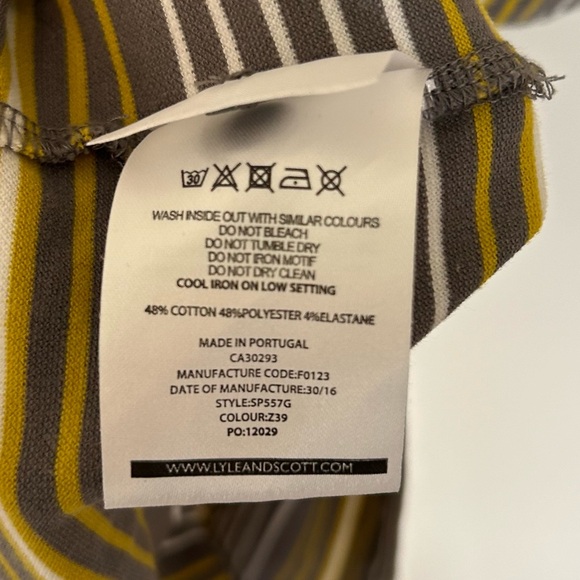 30
WASH INSIDE OUT WITH SIMILAR COLOURS
DO NOT BLEACH
DO NOT TUMBLE DRY
DO NOT IRON MOTIF
DO NOT DRY CLEAN
COOL IRON ON LOW SETTING
48% COTTON 48%POLYESTER 4%ELASTANE
MADE IN PORTUGAL
CA30293
MANUFACTURE CODE:F0123
DATE OF MANUFACTURE:30/16
STYLE:SP557G
COLOUR:Z39
PO:12029
WWW.LYLEANDSCOTT.COM